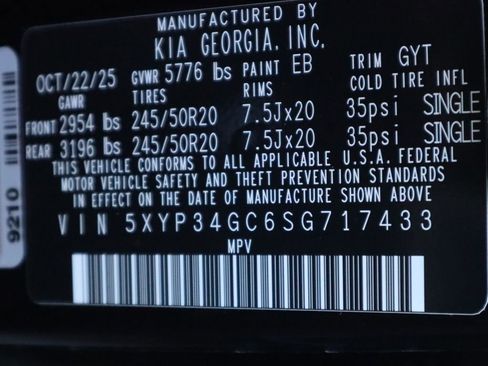 MANUFACTURED BY
KIA GEORGIA, INC.
OCT/22/25 GVWR 5776 lbs PAINT EB TRIM GYT
GAWR TIRES RIMS COLD TIRE INFL
FRONT 2954 lbs 245/50R20 7.5Jx20 35psi SINGLE
REAR 3196 lbs 245/50R20 7.5Jx20 35psi SINGLE
THIS VEHICLE CONFORMS TO ALL APPLICABLE U.S.A. FEDERAL
MOTOR VEHICLE SAFETY AND THEFT PREVENTION STANDARDS
IN EFFECT ON THE DATE OF MANUFACTURE SHOWN ABOVE
VIN 5XYP34GC6SG717433
MPV
9210